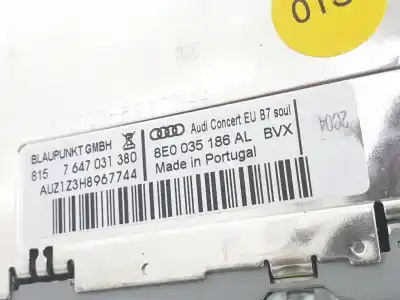 BLAUPUNKT GMBH
815 7 647 031 380
AUZ1Z3H8967744
Audi Concert EU B7 soul
8E0 035 186 AL BVX
Made in Portugal
2004